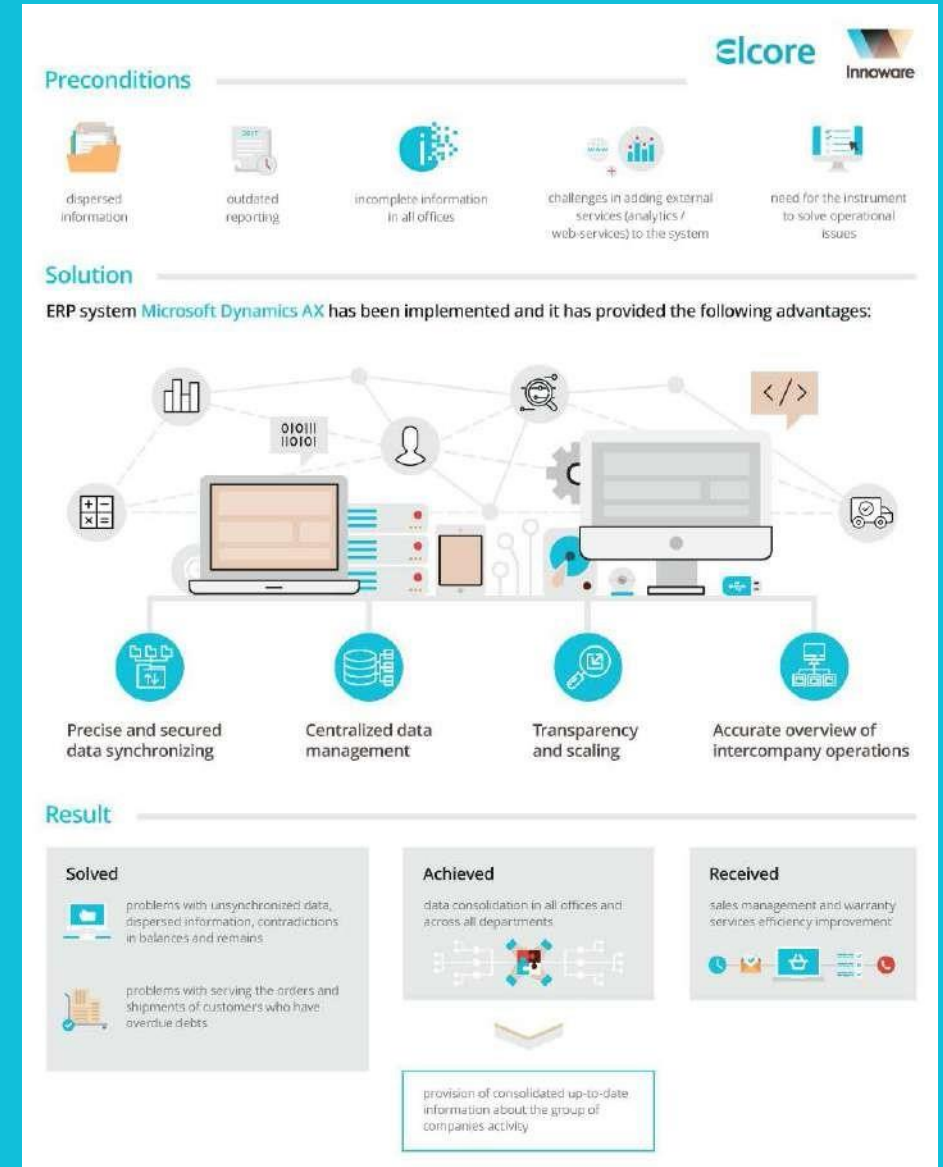 Elcore
Innoware
Preconditions
2017
dispersed
information
outdated
reporting
incomplete information
in all offices
www
challenges in adding external
services (analytics /
web-services) to the system
need for the instrument
to solve operational
issues
Solution
ERP system Microsoft Dynamics AX has been implemented and it has provided the following advantages:
010111
110101
</>
Precise and secured
data synchronizing
Centralized data
management
Transparency
and scaling
Accurate overview of
intercompany operations
Result
Solved
problems with unsynchronized data,
dispersed information, contradictions
in balances and remains
problems with serving the orders and
shipments of customers who have
overdue debts
Achieved
data consolidation in all offices and
across all departments
provision of consolidated up-to-date
information about the group of
companies activity
Received
sales management and warranty
services efficiency improvement